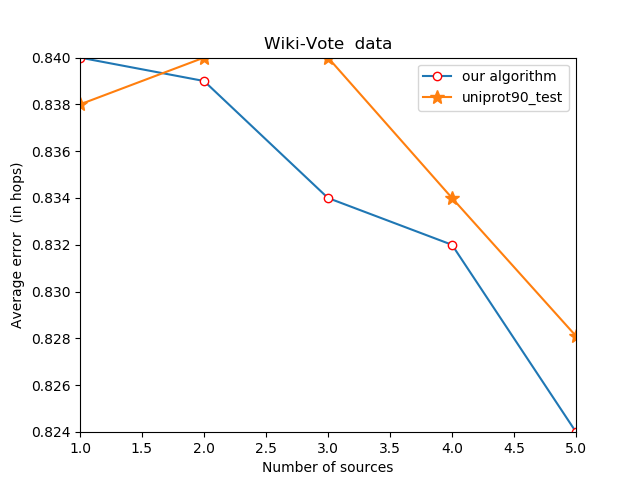 Wiki-Vote  data
our algorithm
uniprot90_test
Average error  (in hops)
0.840
0.838
0.836
0.834
0.832
0.830
0.828
0.826
0.824
1.0 1.5 2.0 2.5 3.0 3.5 4.0 4.5 5.0
Number of sources